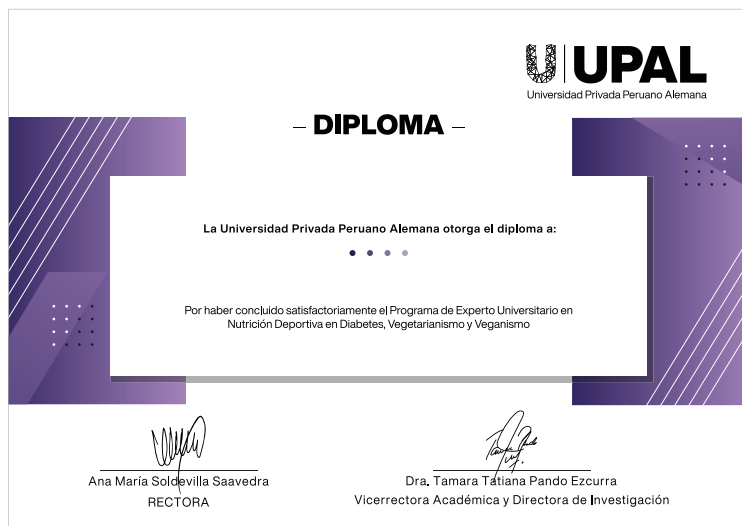 UPAL
Universidad Privada Peruano Alemana
– DIPLOMA –
La Universidad Privada Peruano Alemana otorga el diploma a:
Por haber concluido satisfactoriamente el Programa de Experto Universitario en
Nutrición Deportiva en Diabetes, Vegetarianismo y Veganismo
Ana María Soldevilla Saavedra
RECTORA
Dra. Tamara Tatiana Pando Ezcurra
Vicerrectora Académica y Directora de Investigación